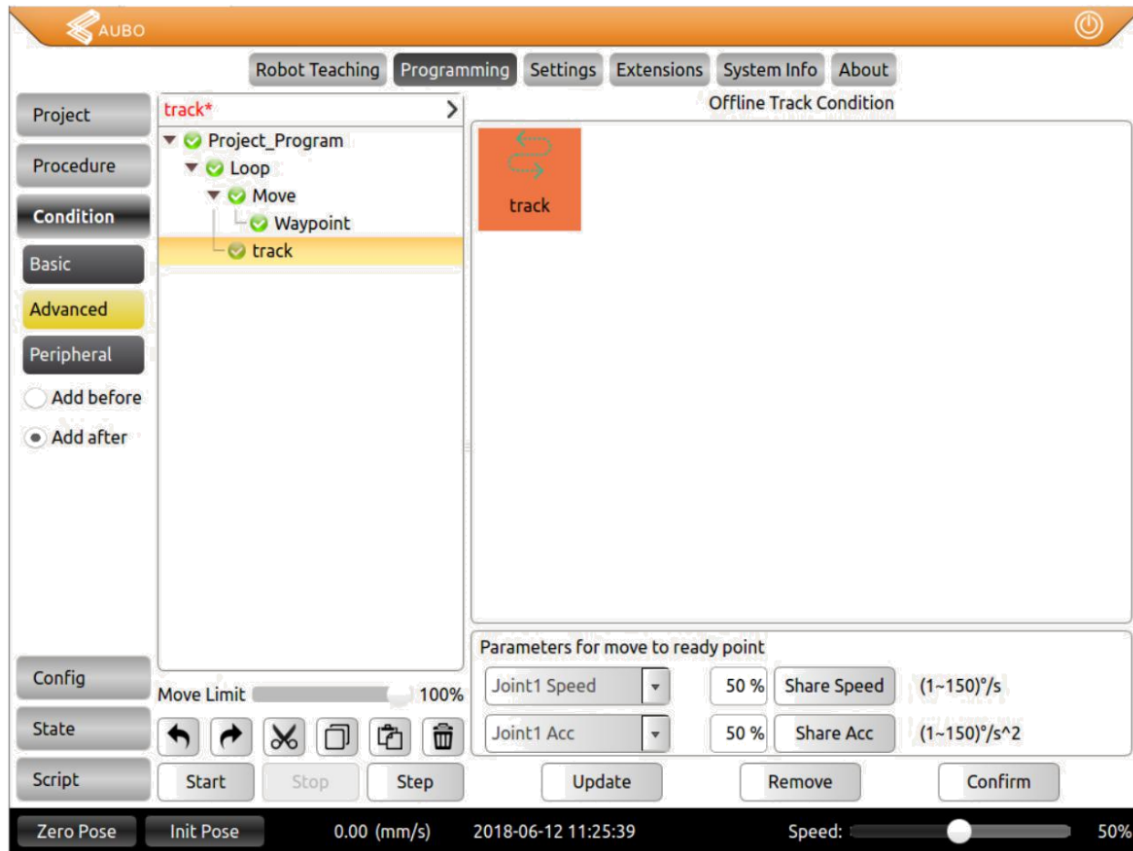 AUBO
Robot Teaching Programming Settings Extensions System Info About
Project
Procedure
Condition
Basic
Advanced
Peripheral
Add before
Add after
Config
State
Script
track*
Project_Program
Loop
Move
Waypoint
track
Move Limit 100%
Start Stop Step
Offline Track Condition
track
Parameters for move to ready point
Joint1 Speed 50 % Share Speed (1~150)°/s
Joint1 Acc 50 % Share Acc (1~150)°/s^2
Update Remove Confirm
Zero Pose Init Pose 0.00 (mm/s) 2018-06-12 11:25:39 Speed: 50%